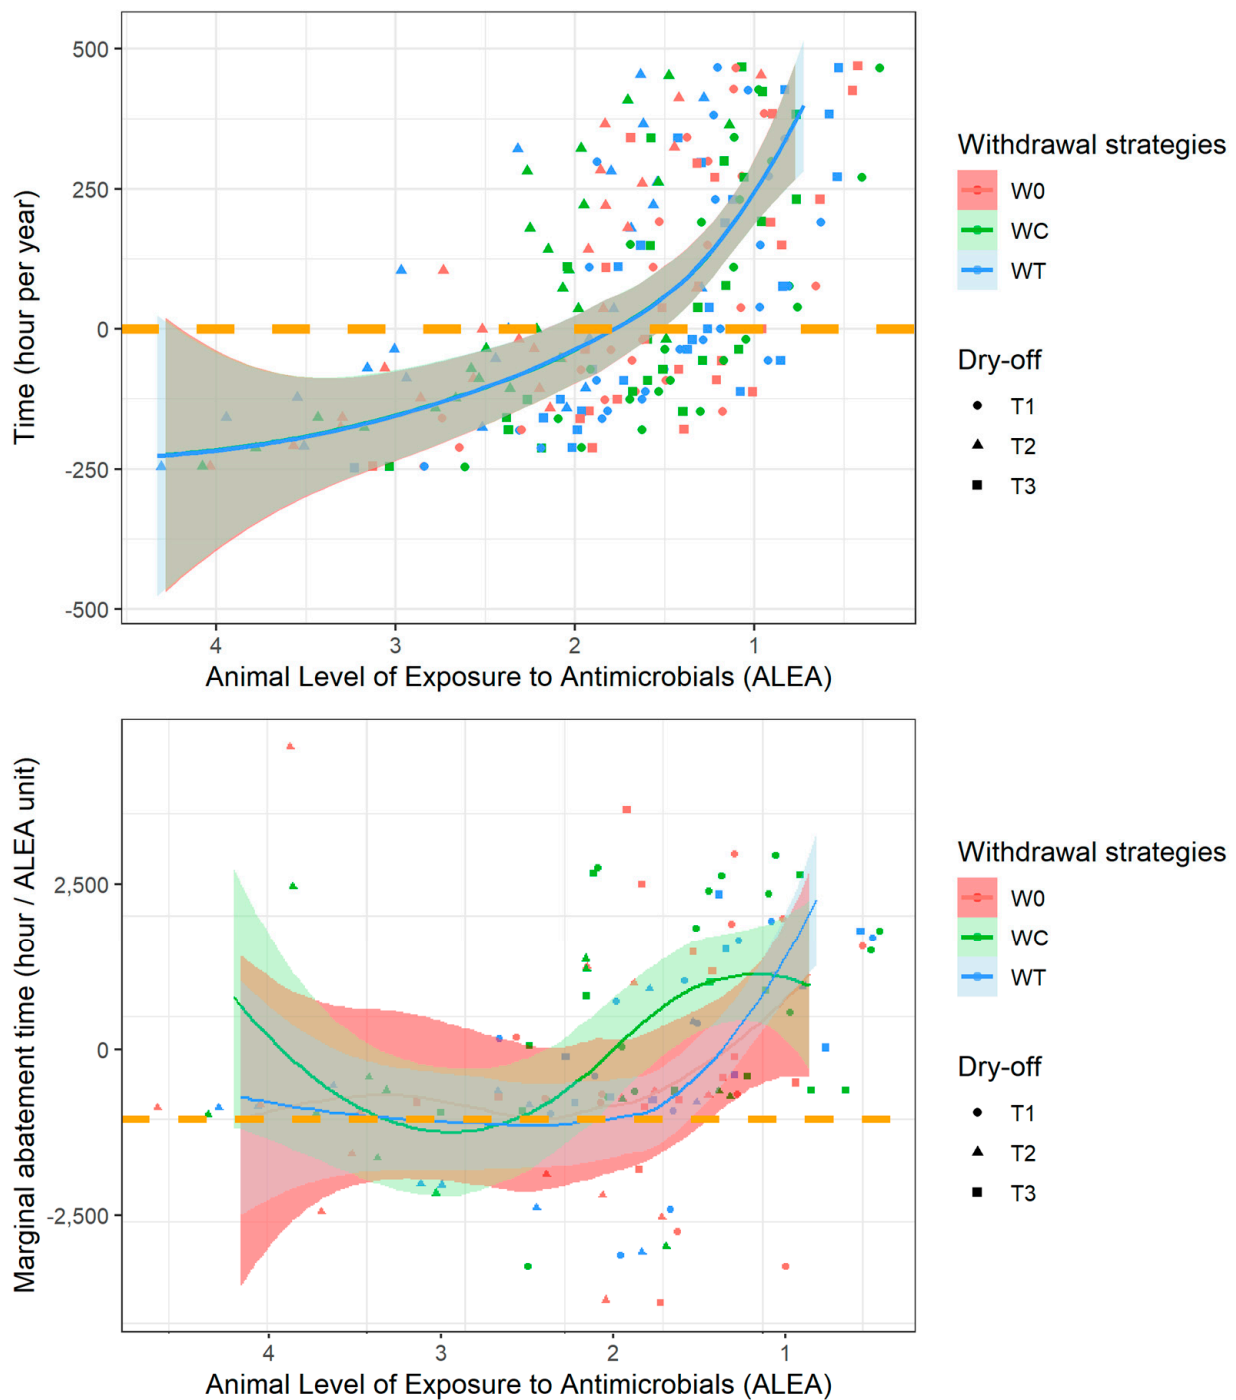 500
250
0
-250
-500
Time (hour per year)
4 3 2 1
Animal Level of Exposure to Antimicrobials (ALEA)
Withdrawal strategies
W0
WC
WT
Dry-off
T1
T2
T3
2,500
0
-2,500
Marginal abatement time (hour / ALEA unit)
4 3 2 1
Animal Level of Exposure to Antimicrobials (ALEA)
Withdrawal strategies
W0
WC
WT
Dry-off
T1
T2
T3